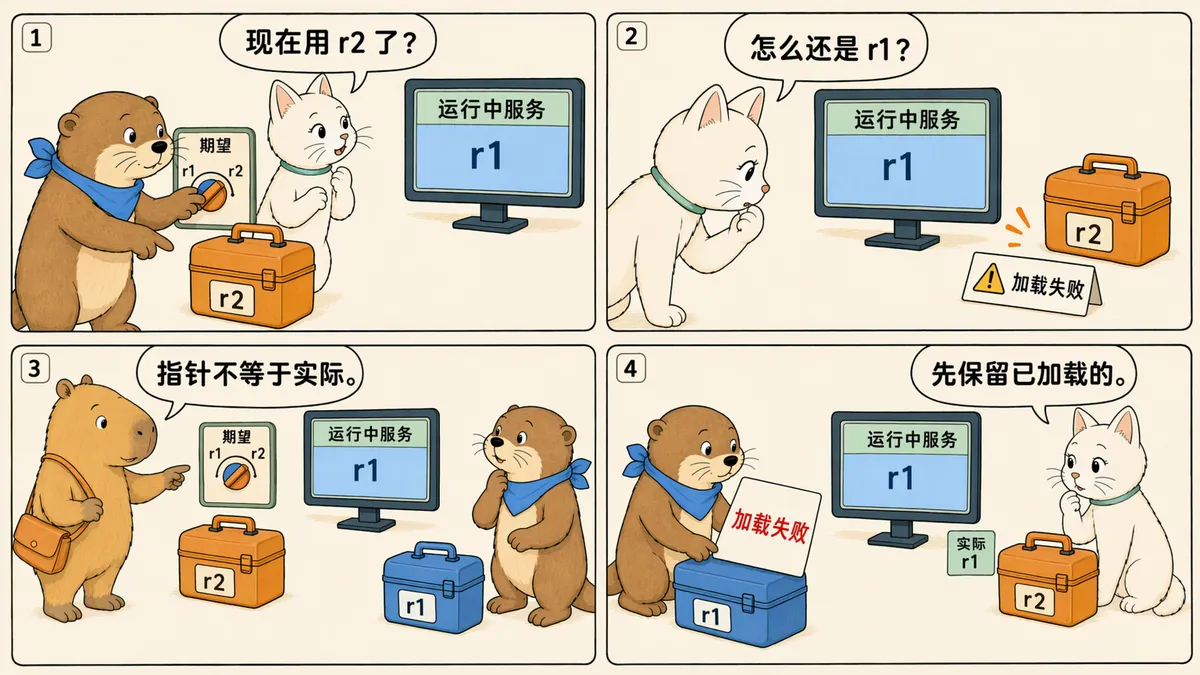 1
现在用 r2 了？
期望
r1 r2
r2
运行中服务
r1
2
怎么还是 r1？
运行中服务
r1
r2
加载失败
3
指针不等于实际。
期望
r1 r2
r2
运行中服务
r1
r1
4
先保留已加载的。
加载失败
r1
运行中服务
r1
实际
r1
r2